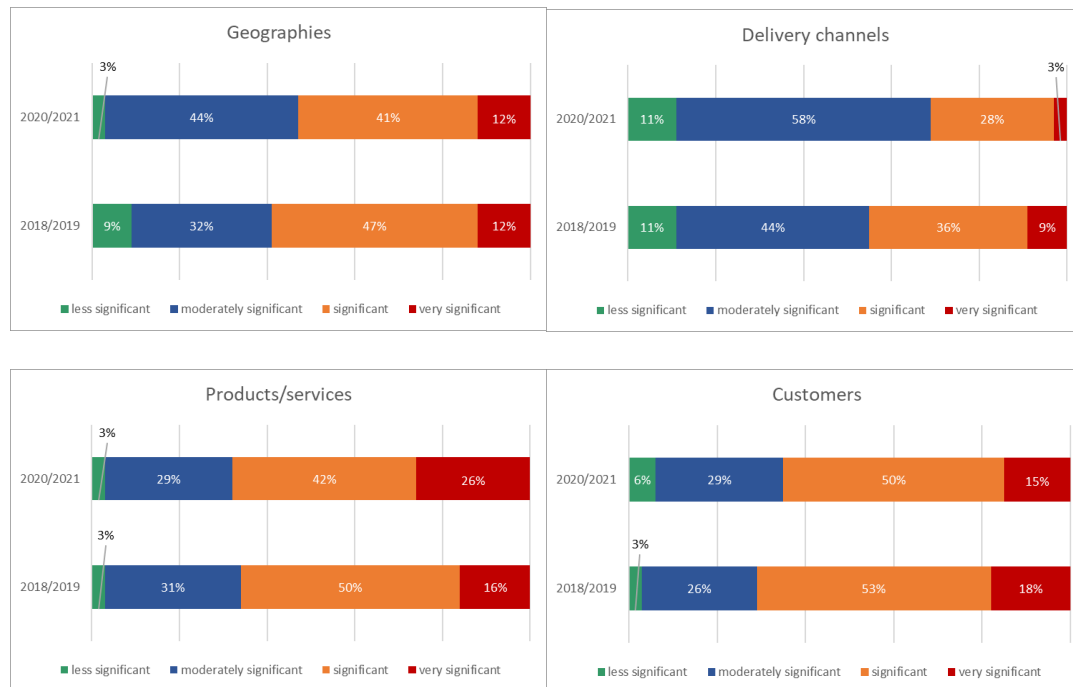 Geographies
3%
2020/2021 44% 41% 12%
2018/2019 9% 32% 47% 12%
less significant moderately significant significant very significant
Delivery channels
3%
2020/2021 11% 58% 28%
2018/2019 11% 44% 36% 9%
less significant moderately significant significant very significant
Products/services
3%
2020/2021 29% 42% 26%
3%
2018/2019 31% 50% 16%
less significant moderately significant significant very significant
Customers
2020/2021 6% 29% 50% 15%
3%
2018/2019 26% 53% 18%
less significant moderately significant significant very significant